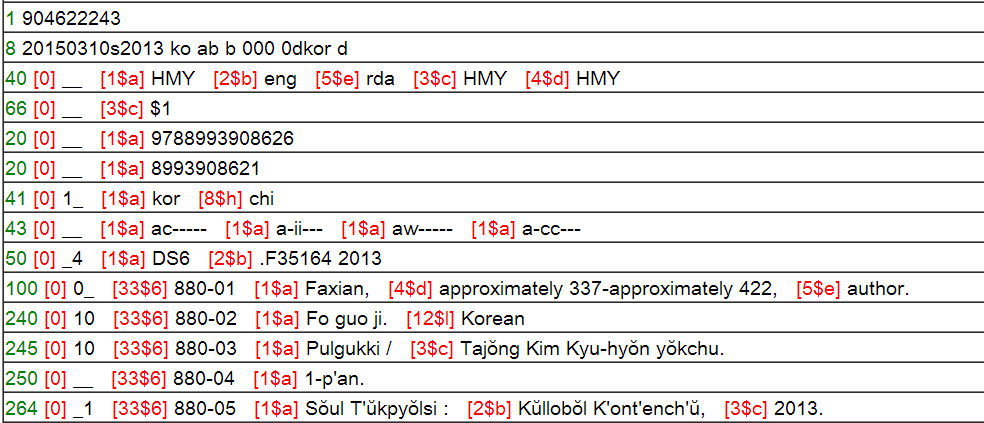 1 904622243
8 20150310s2013 ko ab b 000 0dkor d
40 [0] __ [1$a] HMY [2$b] eng [5$e] rda [3$c] HMY [4$d] HMY
66 [0] __ [3$c] $1
20 [0] __ [1$a] 9788993908626
20 [0] __ [1$a] 8993908621
41 [0] 1_ [1$a] kor [8$h] chi
43 [0] __ [1$a] ac----- [1$a] a-ii--- [1$a] aw----- [1$a] a-cc---
50 [0] _4 [1$a] DS6 [2$b] .F35164 2013
100 [0] 0_ [33$6] 880-01 [1$a] Faxian, [4$d] approximately 337-approximately 422, [5$e] author.
240 [0] 10 [33$6] 880-02 [1$a] Fo guo ji. [12$l] Korean
245 [0] 10 [33$6] 880-03 [1$a] Pulgukki / [3$c] Tajŏng Kim Kyu-hyŏn yŏkchu.
250 [0] __ [33$6] 880-04 [1$a] 1-p'an.
264 [0] _1 [33$6] 880-05 [1$a] Sŏul T'ŭkpyŏlsi : [2$b] Kŭllobŏl K'ont'ench'ŭ, [3$c] 2013.